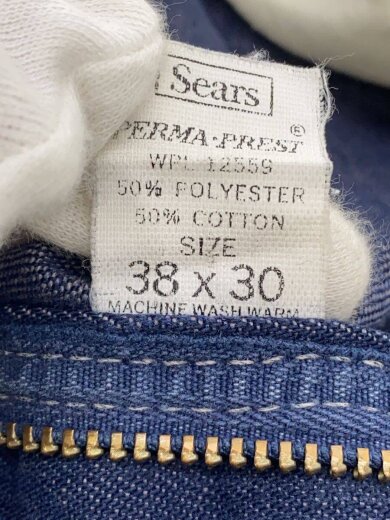 Sears
PERMA-PREST ®
WPL 12559
50% POLYESTER
50% COTTON
SIZE
38 x 30
MACHINE WASH WARM